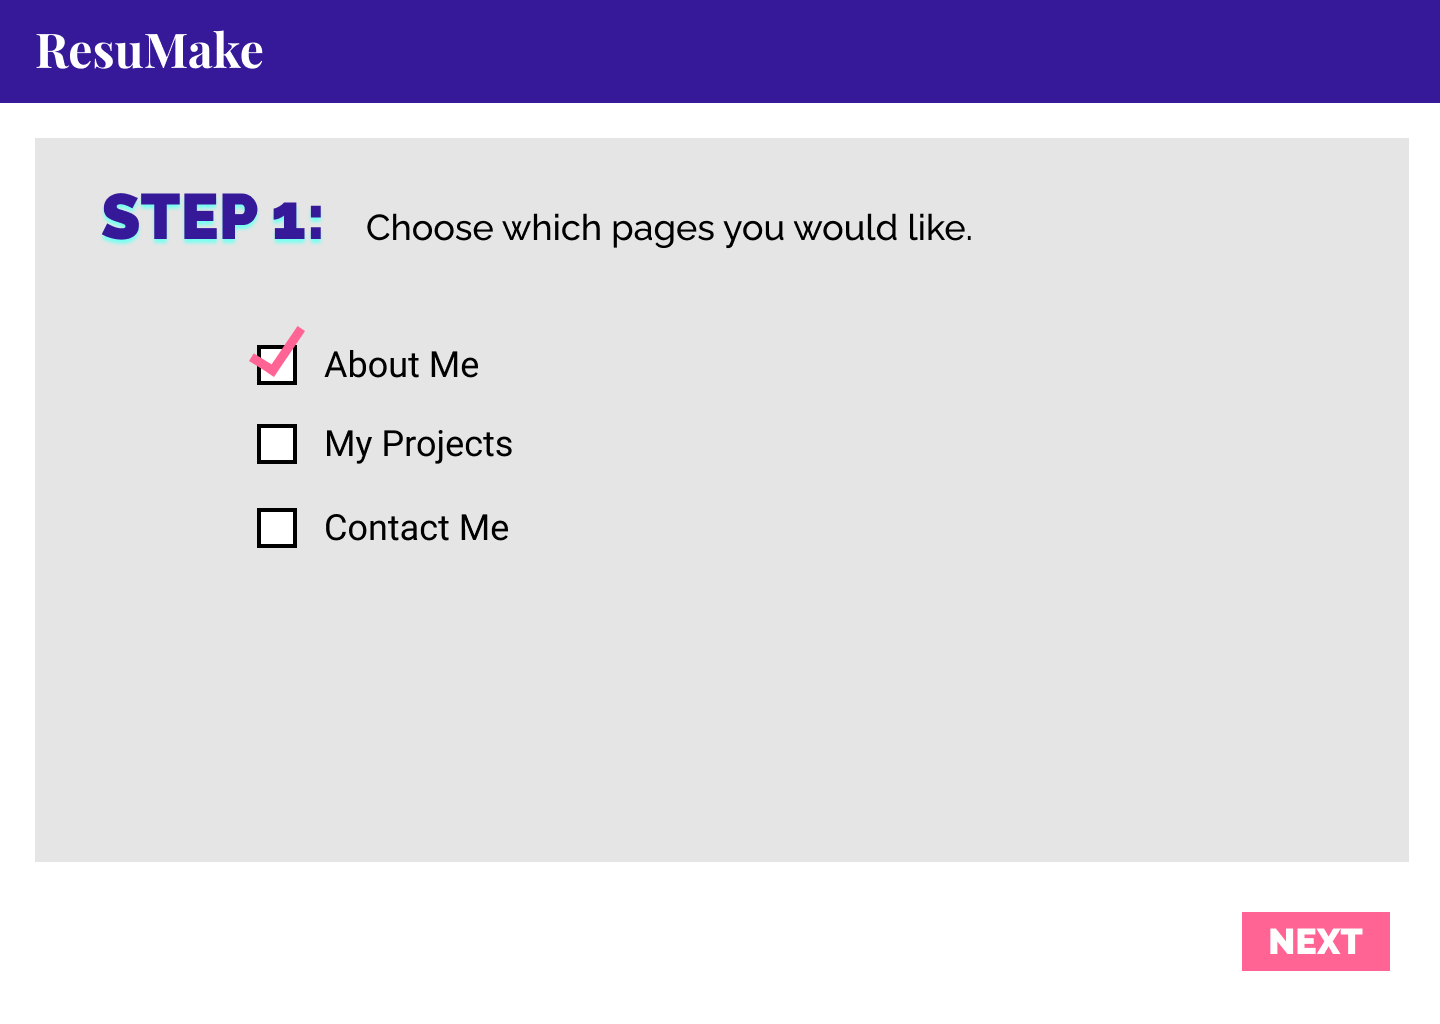 ResuMake
STEP 1: Choose which pages you would like.
About Me
My Projects
Contact Me
NEXT